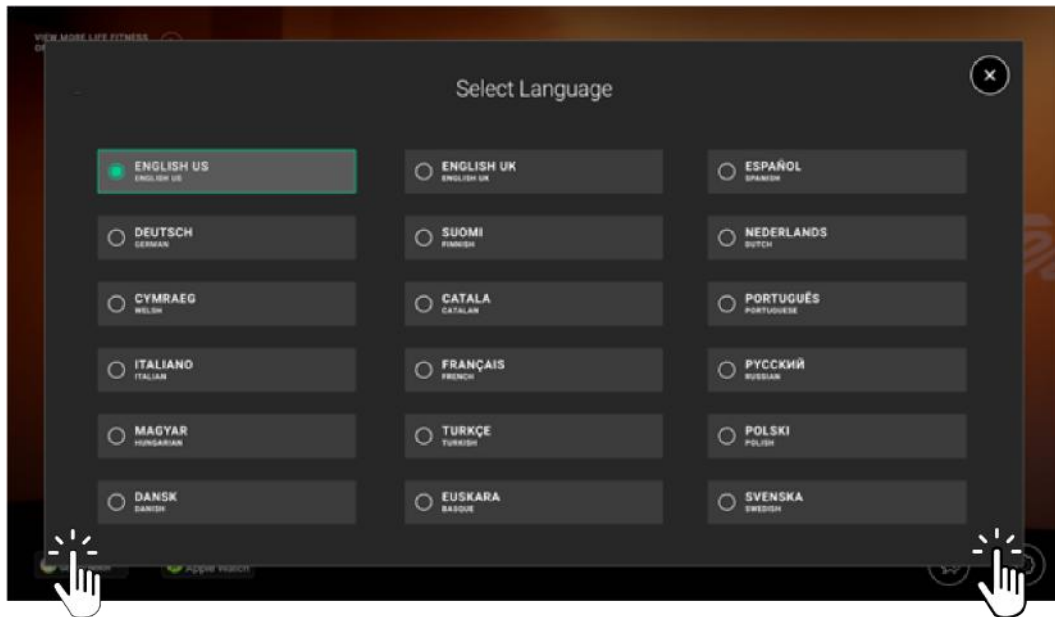 VIEW MORE LIFE FITNESS
Select Language
ENGLISH US
ENGLISH US
ENGLISH UK
ENGLISH UK
ESPAÑOL
SPANISH
DEUTSCH
GERMAN
SUOMI
FINNISH
NEDERLANDS
DUTCH
CYMRAEG
WELSH
CATALA
CATALAN
PORTUGUÊS
PORTUGUESE
ITALIANO
ITALIAN
FRANÇAIS
FRENCH
РУССКИЙ
RUSSIAN
MAGYAR
HUNGARIAN
TURKÇE
TURKISH
POLSKI
POLISH
DANSK
DANISH
EUSKARA
BASQUE
SVENSKA
SWEDISH
Apple Watch